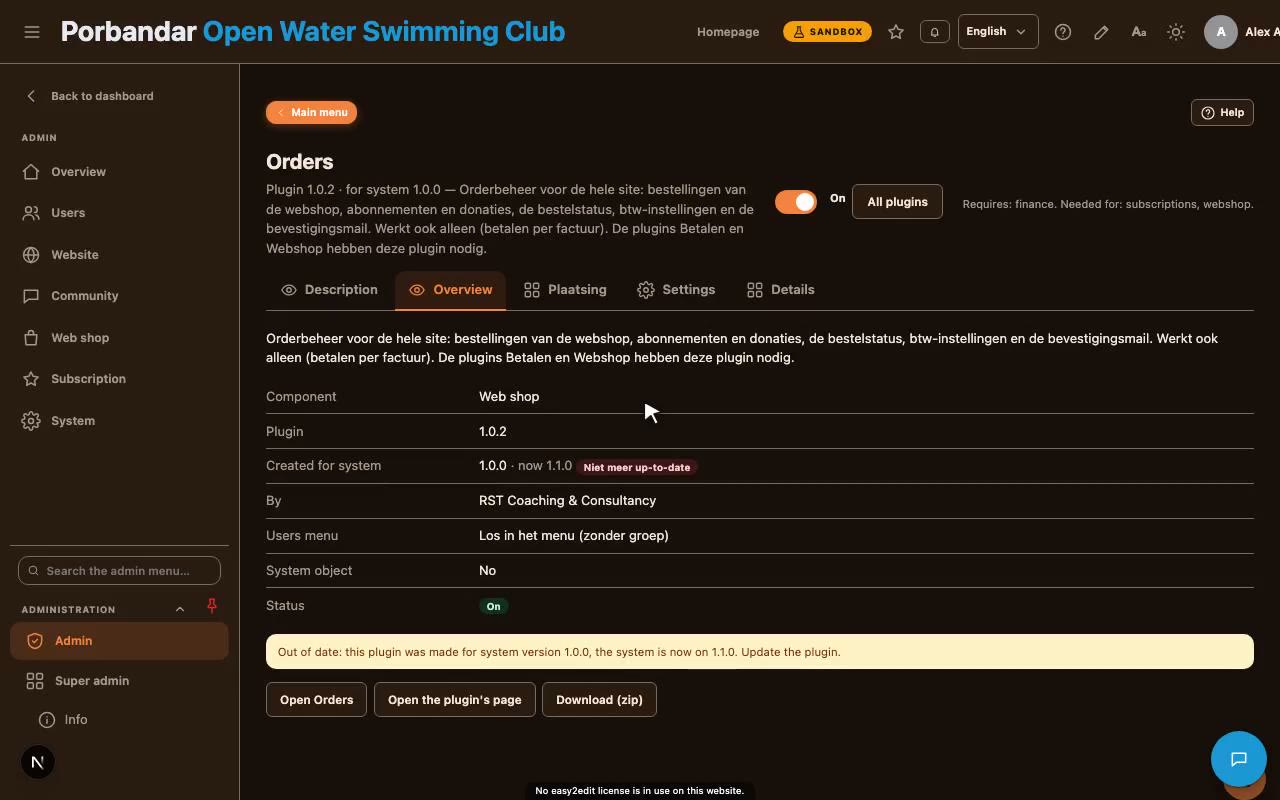 Porbandar Open Water Swimming Club
Homepage
SANDBOX
English
Aa
A
Alex A
Back to dashboard
ADMIN
Overview
Users
Website
Community
Web shop
Subscription
System
Search the admin menu...
ADMINISTRATION
Admin
Super admin
Info
N
Main menu
Help
Orders
Plugin 1.0.2 · for system 1.0.0 — Orderbeheer voor de hele site: bestellingen van
de webshop, abonnementen en donaties, de bestelstatus, btw-instellingen en de
bevestigingsmail. Werkt ook alleen (betalen per factuur). De plugins Betalen en
Webshop hebben deze plugin nodig.
On
All plugins
Requires: finance. Needed for: subscriptions, webshop.
Description
Overview
Plaatsing
Settings
Details
Orderbeheer voor de hele site: bestellingen van de webshop, abonnementen en donaties, de bestelstatus, btw-instellingen en de bevestigingsmail. Werkt ook
alleen (betalen per factuur). De plugins Betalen en Webshop hebben deze plugin nodig.
Component Web shop
Plugin 1.0.2
Created for system 1.0.0 · now 1.1.0 Niet meer up-to-date
By RST Coaching & Consultancy
Users menu Los in het menu (zonder groep)
System object No
Status On
Out of date: this plugin was made for system version 1.0.0, the system is now on 1.1.0. Update the plugin.
Open Orders
Open the plugin's page
Download (zip)
No easy2edit license is in use on this website.